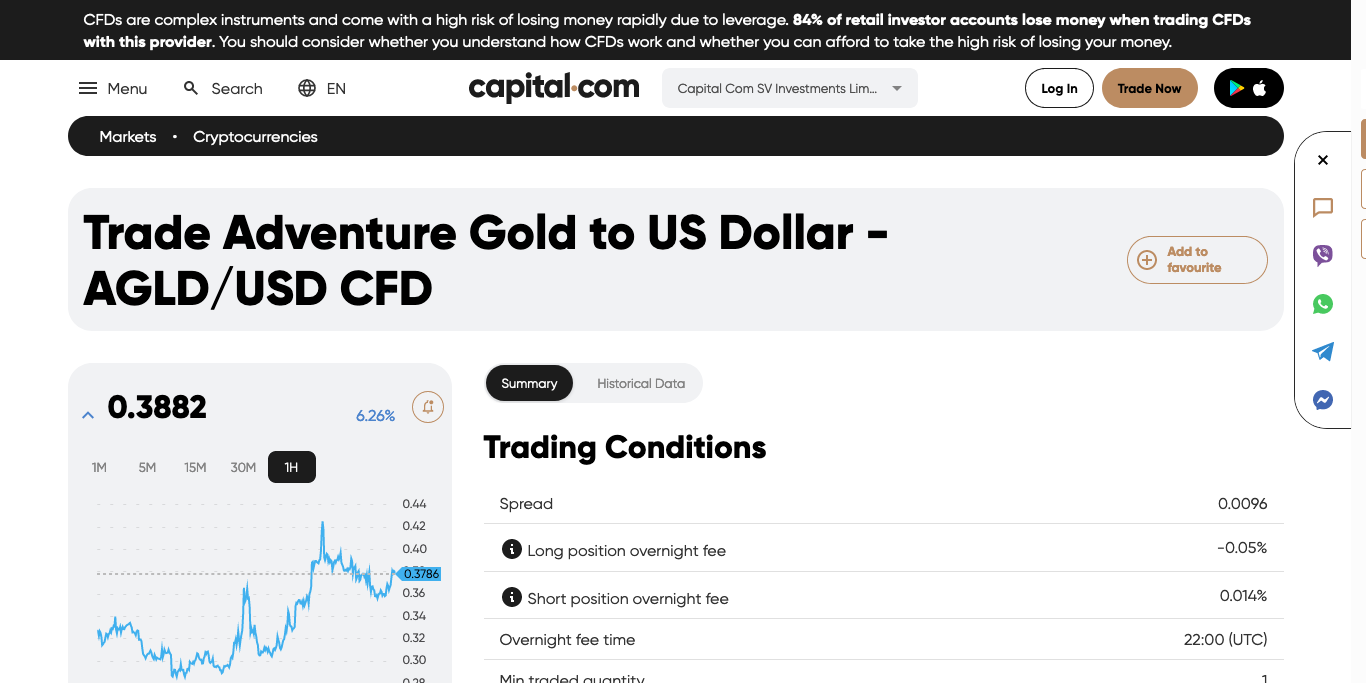 CFDs are complex instruments and come with a high risk of losing money rapidly due to leverage. 84% of retail investor accounts lose money when trading CFDs
with this provider. You should consider whether you understand how CFDs work and whether you can afford to take the high risk of losing your money.
Menu
Search
EN
capital.com
Capital Com SV Investments Lim...
Log In
Trade Now
Markets • Cryptocurrencies
Trade Adventure Gold to US Dollar -
AGLD/USD CFD
Add to
favourite
0.3882
6.26%
1M 5M 15M 30M 1H
0.44
0.42
0.40
0.3786
0.36
0.34
0.32
0.30
0.28
Summary
Historical Data
Trading Conditions
Spread 0.0096
Long position overnight fee -0.05%
Short position overnight fee 0.014%
Overnight fee time 22:00 (UTC)
Min traded quantity 1